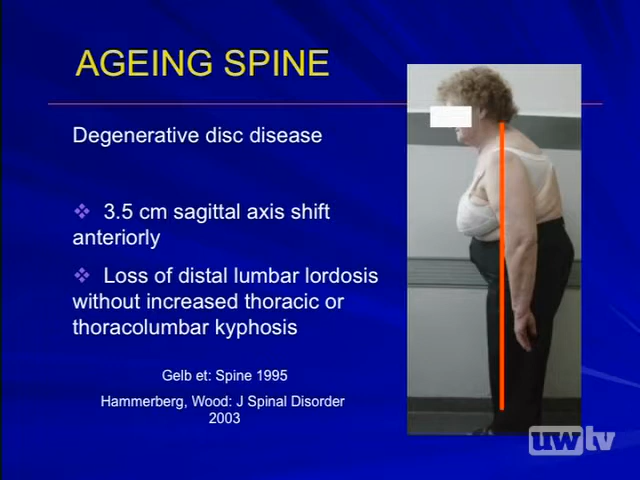 AGEING SPINE
Degenerative disc disease
❖ 3.5 cm sagittal axis shift
anteriorly
❖ Loss of distal lumbar lordosis
without increased thoracic or
thoracolumbar kyphosis
Gelb et: Spine 1995
Hammerberg, Wood: J Spinal Disorder
2003
uwtv